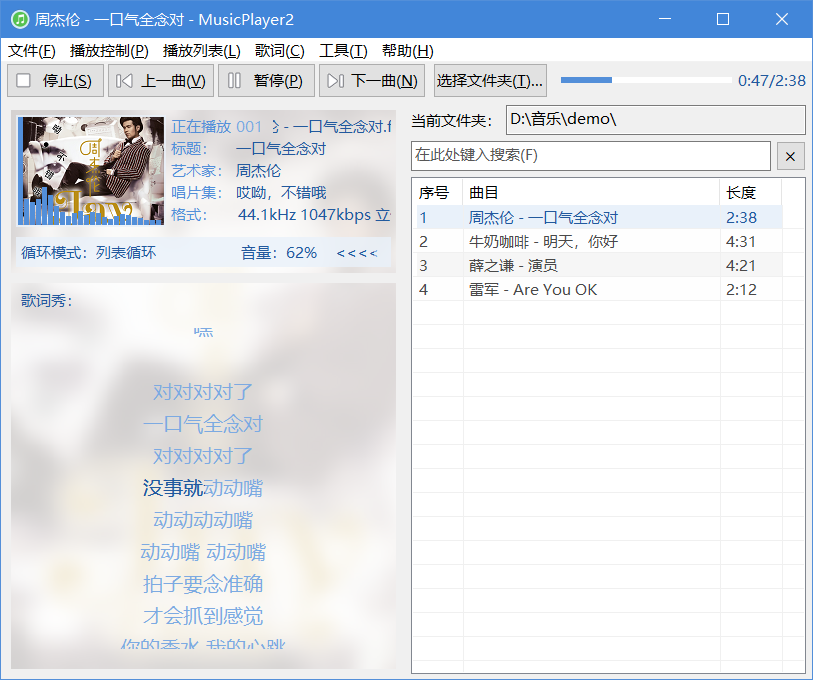 周杰伦 - 一口气全念对 - MusicPlayer2
文件(F) 播放控制(P) 播放列表(L) 歌词(C) 工具(T) 帮助(H)
停止(S) 上一曲(V) 暂停(P) 下一曲(N) 选择文件夹(T)... 0:47/2:38
正在播放 001 - 一口气全念对.f
标题: 一口气全念对
艺术家: 周杰伦
唱片集: 哎呦，不错哦
格式: 44.1kHz 1047kbps 立
循环模式: 列表循环 音量: 62% <<<<
歌词秀:
嘿
对对对对了
一口气全念对
对对对对了
没事就动动嘴
动动动动嘴
动动嘴 动动嘴
拍子要念准确
才会抓到感觉
你的香水 我的心跳
当前文件夹: D:\音乐\demo\
在此处键入搜索(F)
序号 曲目 长度
1 周杰伦 - 一口气全念对 2:38
2 牛奶咖啡 - 明天，你好 4:31
3 薛之谦 - 演员 4:21
4 雷军 - Are You OK 2:12